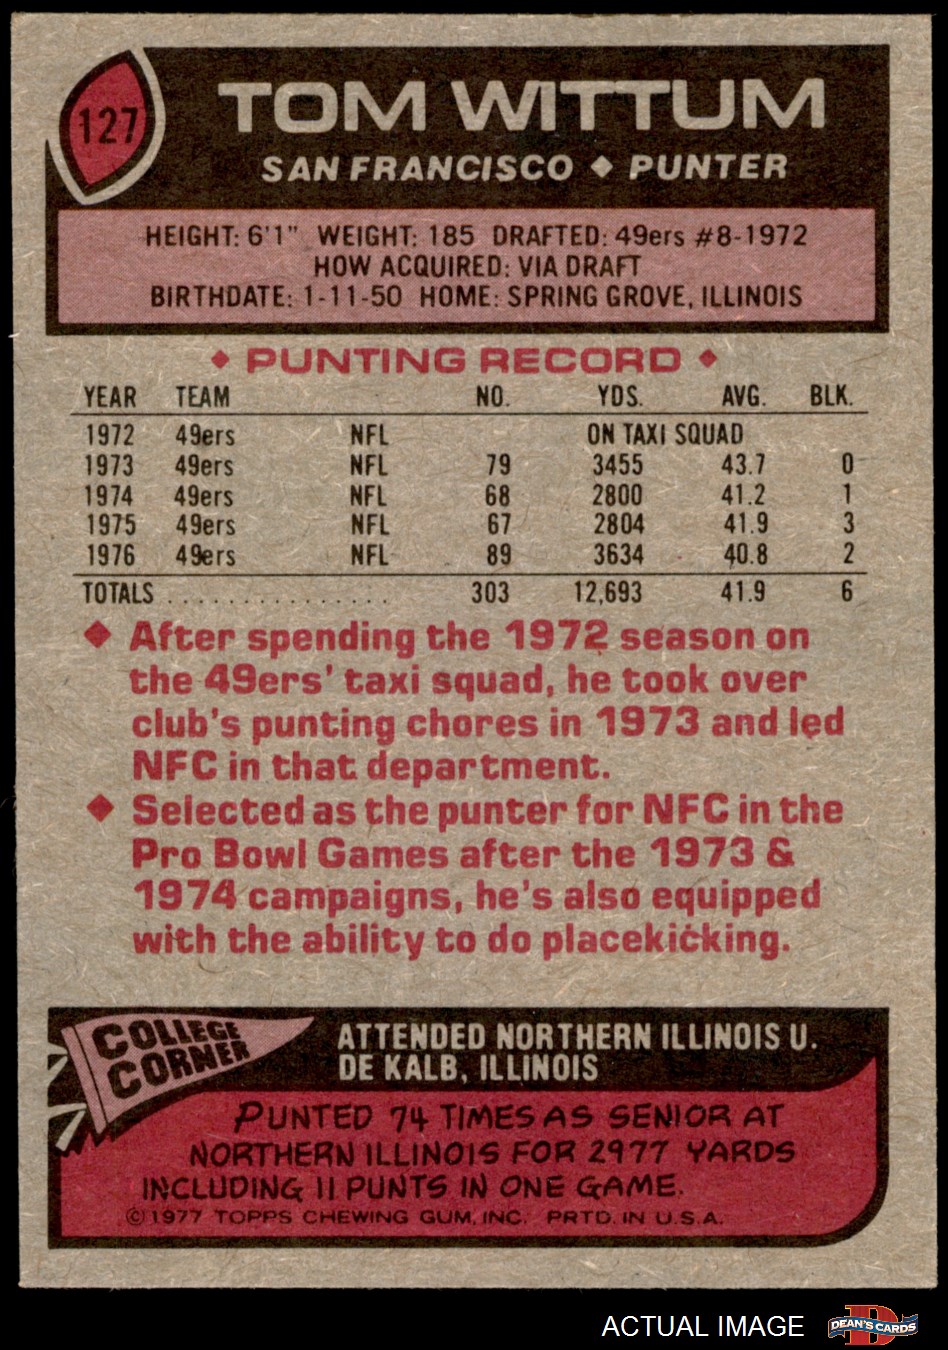 127
TOM WITTUM
SAN FRANCISCO ◆ PUNTER
HEIGHT: 6'1" WEIGHT: 185 DRAFTED: 49ers #8-1972
HOW ACQUIRED: VIA DRAFT
BIRTHDATE: 1-11-50 HOME: SPRING GROVE, ILLINOIS
◆ PUNTING RECORD ◆
YEAR TEAM NO. YDS. AVG. BLK.
1972 49ers NFL ON TAXI SQUAD
1973 49ers NFL 79 3455 43.7 0
1974 49ers NFL 68 2800 41.2 1
1975 49ers NFL 67 2804 41.9 3
1976 49ers NFL 89 3634 40.8 2
TOTALS . . . . . . . . . . . . . . . 303 12,693 41.9 6
◆ After spending the 1972 season on
the 49ers' taxi squad, he took over
club's punting chores in 1973 and led
NFC in that department.
◆ Selected as the punter for NFC in the
Pro Bowl Games after the 1973 &
1974 campaigns, he's also equipped
with the ability to do placekicking.
COLLEGE
CORNER
ATTENDED NORTHERN ILLINOIS U.
DE KALB, ILLINOIS
PUNTED 74 TIMES AS SENIOR AT
NORTHERN ILLINOIS FOR 2977 YARDS
INCLUDING 11 PUNTS IN ONE GAME.
©1977 TOPPS CHEWING GUM, INC. PRTD. IN U.S.A.
ACTUAL IMAGE
D
DEAN'S CARDS